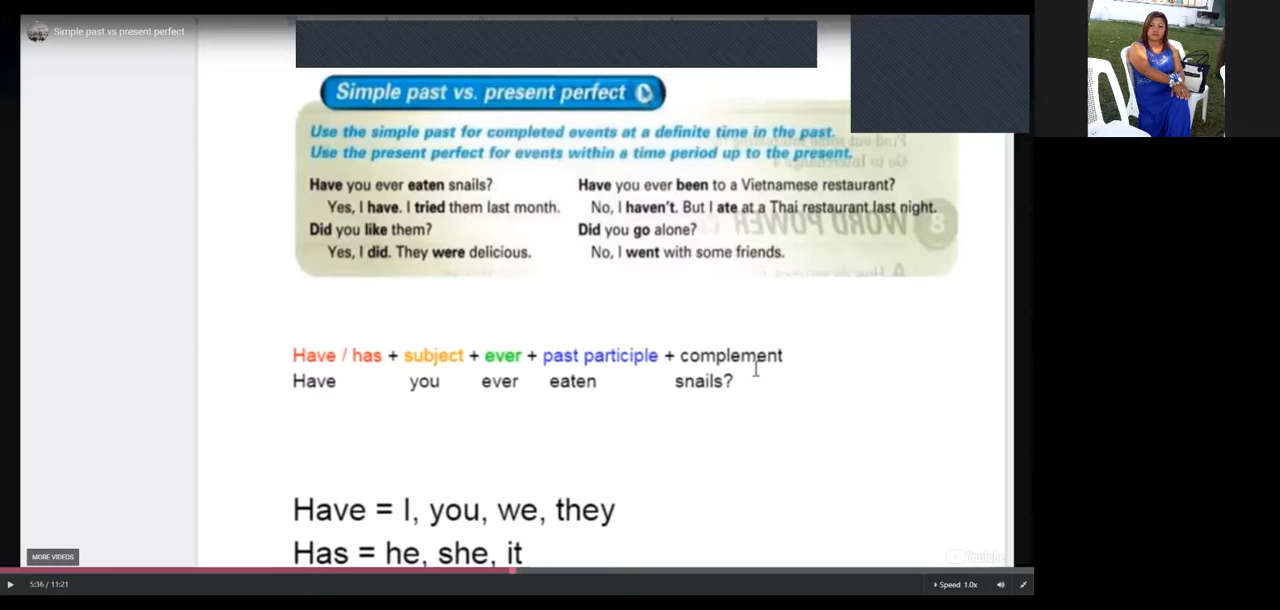 Simple past vs present perfect
Simple past vs. present perfect
Use the simple past for completed events at a definite time in the past.
Use the present perfect for events within a time period up to the present.
Have you ever eaten snails?
Yes, I have. I tried them last month.
Did you like them?
Yes, I did. They were delicious.
Have you ever been to a Vietnamese restaurant?
No, I haven't. But I ate at a Thai restaurant last night.
Did you go alone?
No, I went with some friends.
WORD POWER
8
Have / has + subject + ever + past participle + complement
Have you ever eaten snails?
Have = I, you, we, they
Has = he, she, it
MORE VIDEOS
YouTube
5:36 / 11:21
Speed 1.0x